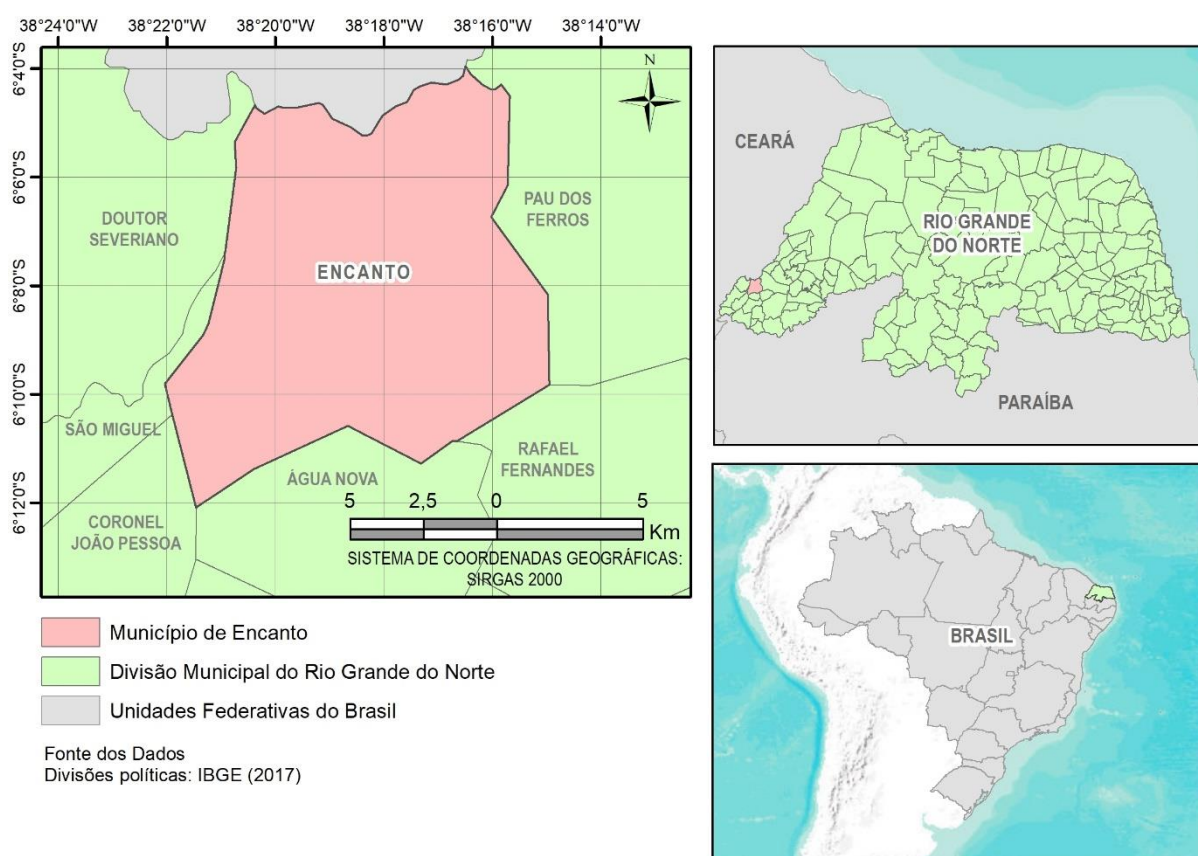 38°24'0"W 38°22'0"W 38°20'0"W 38°18'0"W 38°16'0"W 38°14'0"W
6°4'0"S
6°6'0"S
6°8'0"S
6°10'0"S
6°12'0"S
N
DOUTOR
SEVERIANO
PAU DOS
FERROS
ENCANTO
SÃO MIGUEL
RAFAEL
FERNANDES
ÁGUA NOVA
CORONEL
JOÃO PESSOA
5 2,5 0 5
Km
SISTEMA DE COORDENADAS GEOGRÁFICAS:
SIRGAS 2000
CEARÁ
RIO GRANDE
DO NORTE
PARAÍBA
BRASIL
Município de Encanto
Divisão Municipal do Rio Grande do Norte
Unidades Federativas do Brasil
Fonte dos Dados
Divisões políticas: IBGE (2017)